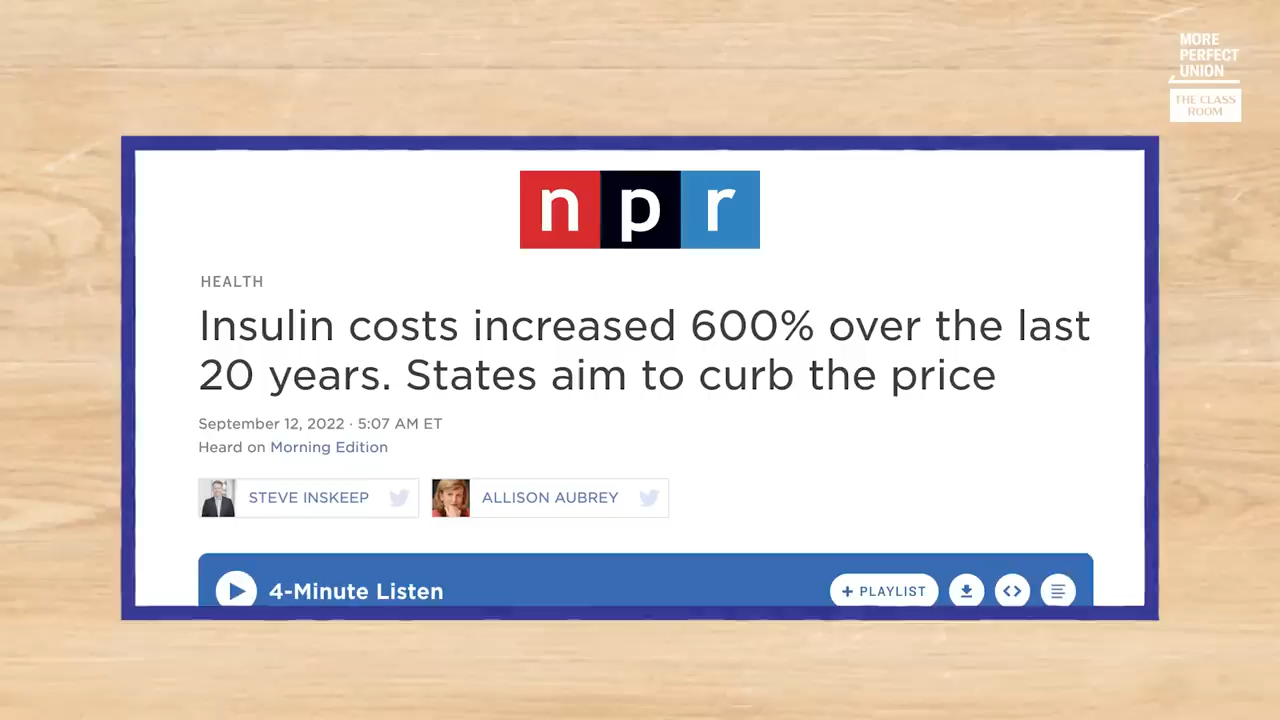 MORE
PERFECT
UNION
THE CLASS
ROOM
npr
HEALTH
Insulin costs increased 600% over the last
20 years. States aim to curb the price
September 12, 2022 · 5:07 AM ET
Heard on Morning Edition
STEVE INSKEEP
ALLISON AUBREY
4-Minute Listen
+ PLAYLIST